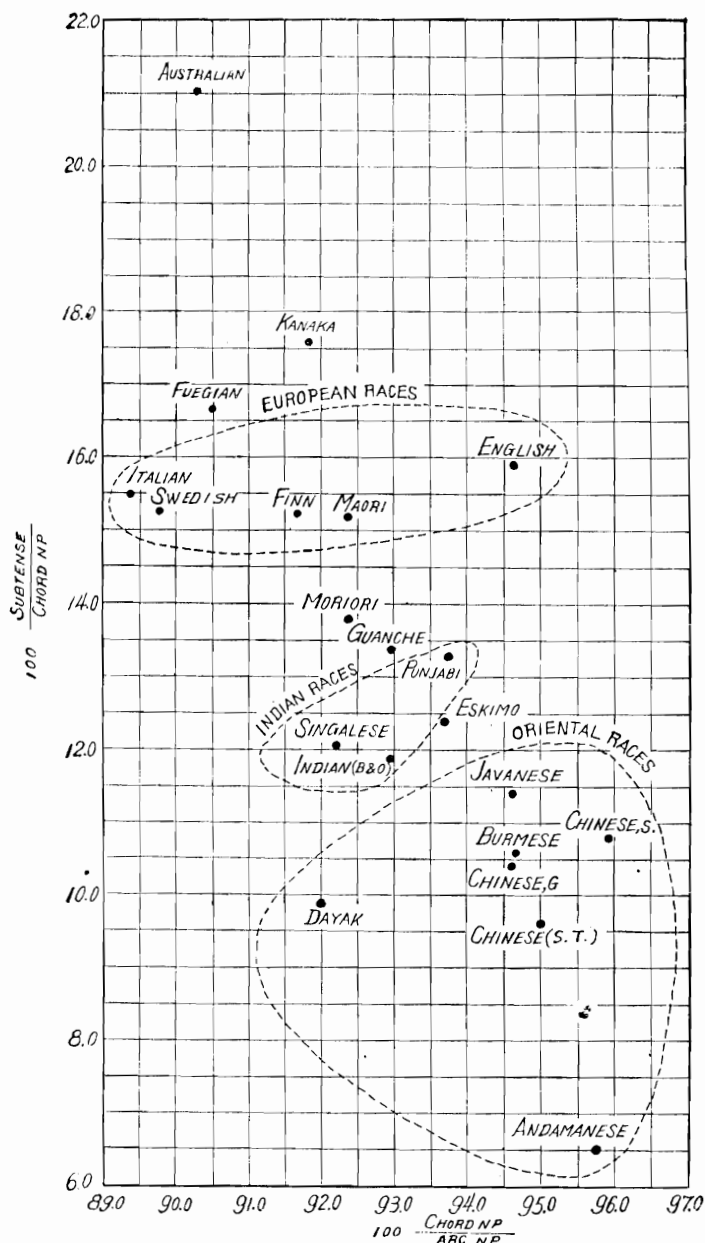 22.0
AUSTRALIAN
20.0
18.0
KANAKA
FUEGIAN
EUROPEAN RACES
16.0
ENGLISH
ITALIAN
SWEDISH
FINN
MAORI
100 SUBTENSE
CHORD NP
14.0
MORIORI
GUANCHE
PUNJABI
INDIAN RACES
ESKIMO
SINGALESE
ORIENTAL RACES
12.0
INDIAN (B&O)
JAVANESE
CHINESE, S.
BURMESE
CHINESE, G
10.0
DAYAK
CHINESE (S.T.)
8.0
ANDAMANESE
6.0
89.0 90.0 91.0 92.0 93.0 94.0 95.0 96.0 97.0
100 CHORD NP
ARC NP